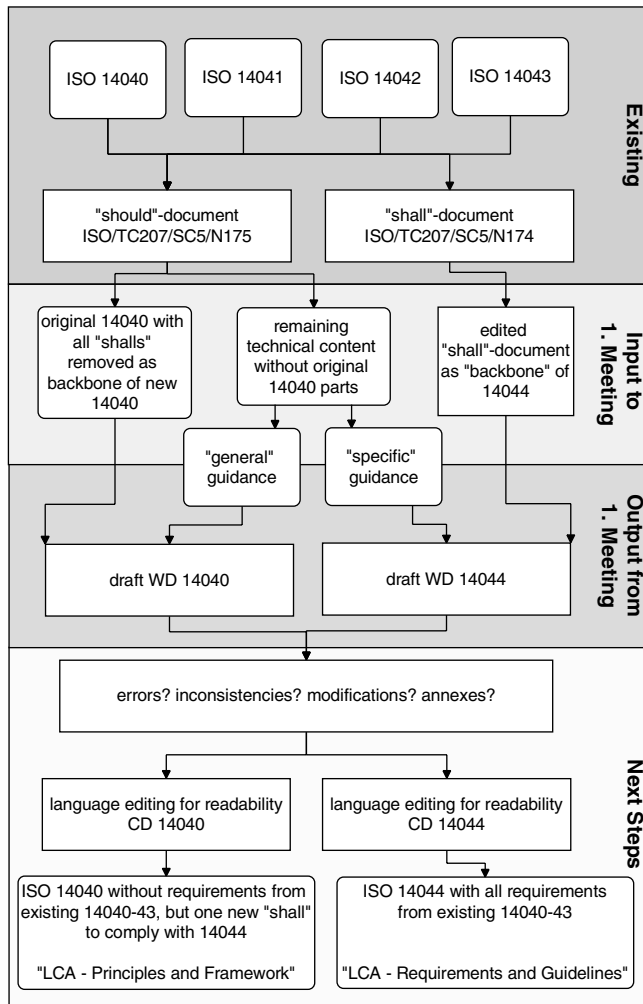 ISO 14040
ISO 14041
ISO 14042
ISO 14043
Existing
"should"-document
ISO/TC207/SC5/N175
"shall"-document
ISO/TC207/SC5/N174
original 14040 with
all "shalls"
removed as
backbone of new
14040
remaining
technical content
without original
14040 parts
edited
"shall"-document
as "backbone" of
14044
Input to
1. Meeting
"general"
guidance
"specific"
guidance
draft WD 14040
draft WD 14044
Output from
1. Meeting
errors? inconsistencies? modifications? annexes?
language editing for readability
CD 14040
language editing for readability
CD 14044
Next Steps
ISO 14040 without requirements from
existing 14040-43, but one new "shall"
to comply with 14044
"LCA - Principles and Framework"
ISO 14044 with all requirements
from existing 14040-43
"LCA - Requirements and Guidelines"